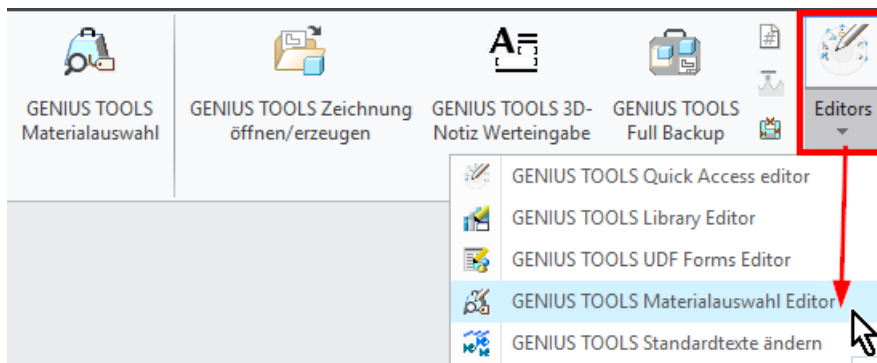 GENIUS TOOLS
Materialauswahl
GENIUS TOOLS Zeichnung
öffnen/erzeugen
GENIUS TOOLS 3D-
Notiz Werteingabe
GENIUS TOOLS
Full Backup
Editors
GENIUS TOOLS Quick Access editor
GENIUS TOOLS Library Editor
GENIUS TOOLS UDF Forms Editor
GENIUS TOOLS Materialauswahl Editor
GENIUS TOOLS Standardtexte ändern